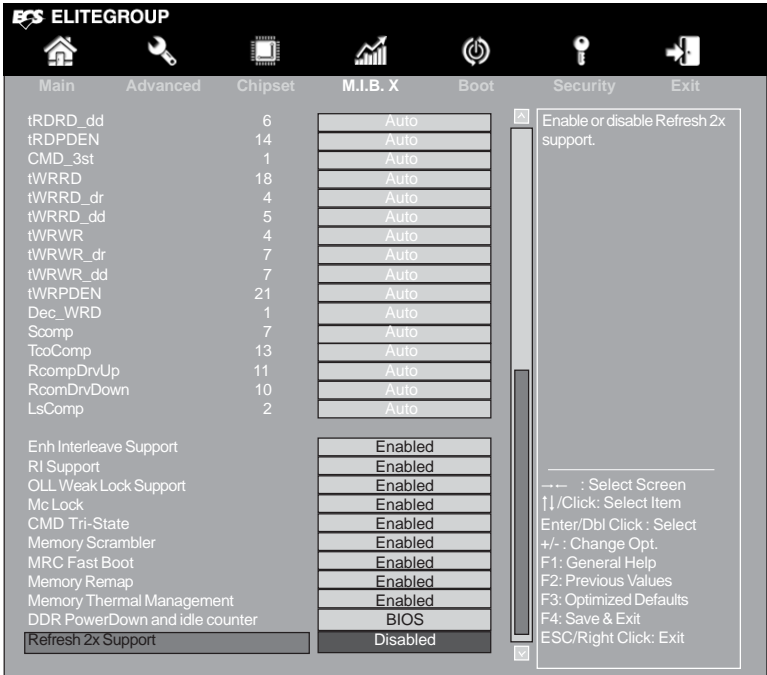 ECS ELITEGROUP
Main Advanced Chipset M.I.B. X Boot Security Exit
tRDRD_dd 6 Auto
tRDPDEN 14 Auto
CMD_3st 1 Auto
tWRRD 18 Auto
tWRRD_dr 4 Auto
tWRRD_dd 5 Auto
tWRWR 4 Auto
tWRWR_dr 7 Auto
tWRWR_dd 7 Auto
tWRPDEN 21 Auto
Dec_WRD 1 Auto
Scomp 7 Auto
TcoComp 13 Auto
RcompDrvUp 11 Auto
RcomDrvDown 10 Auto
LsComp 2 Auto
Enh Interleave Support Enabled
RI Support Enabled
OLL Weak Lock Support Enabled
Mc Lock Enabled
CMD Tri-State Enabled
Memory Scrambler Enabled
MRC Fast Boot Enabled
Memory Remap Enabled
Memory Thermal Management Enabled
DDR PowerDown and idle counter BIOS
Refresh 2x Support Disabled
Enable or disable Refresh 2x
support.
→← : Select Screen
↑↓/Click: Select Item
Enter/Dbl Click : Select
+/- : Change Opt.
F1: General Help
F2: Previous Values
F3: Optimized Defaults
F4: Save & Exit
ESC/Right Click: Exit